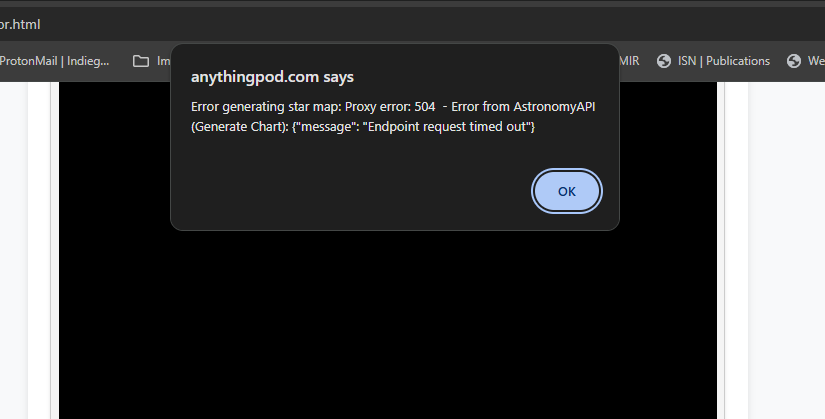 or.html
ProtonMail | Indieg...
Im
MIR
ISN | Publications
We
anythingpod.com says
Error generating star map: Proxy error: 504 - Error from AstronomyAPI
(Generate Chart): {"message": "Endpoint request timed out"}
OK